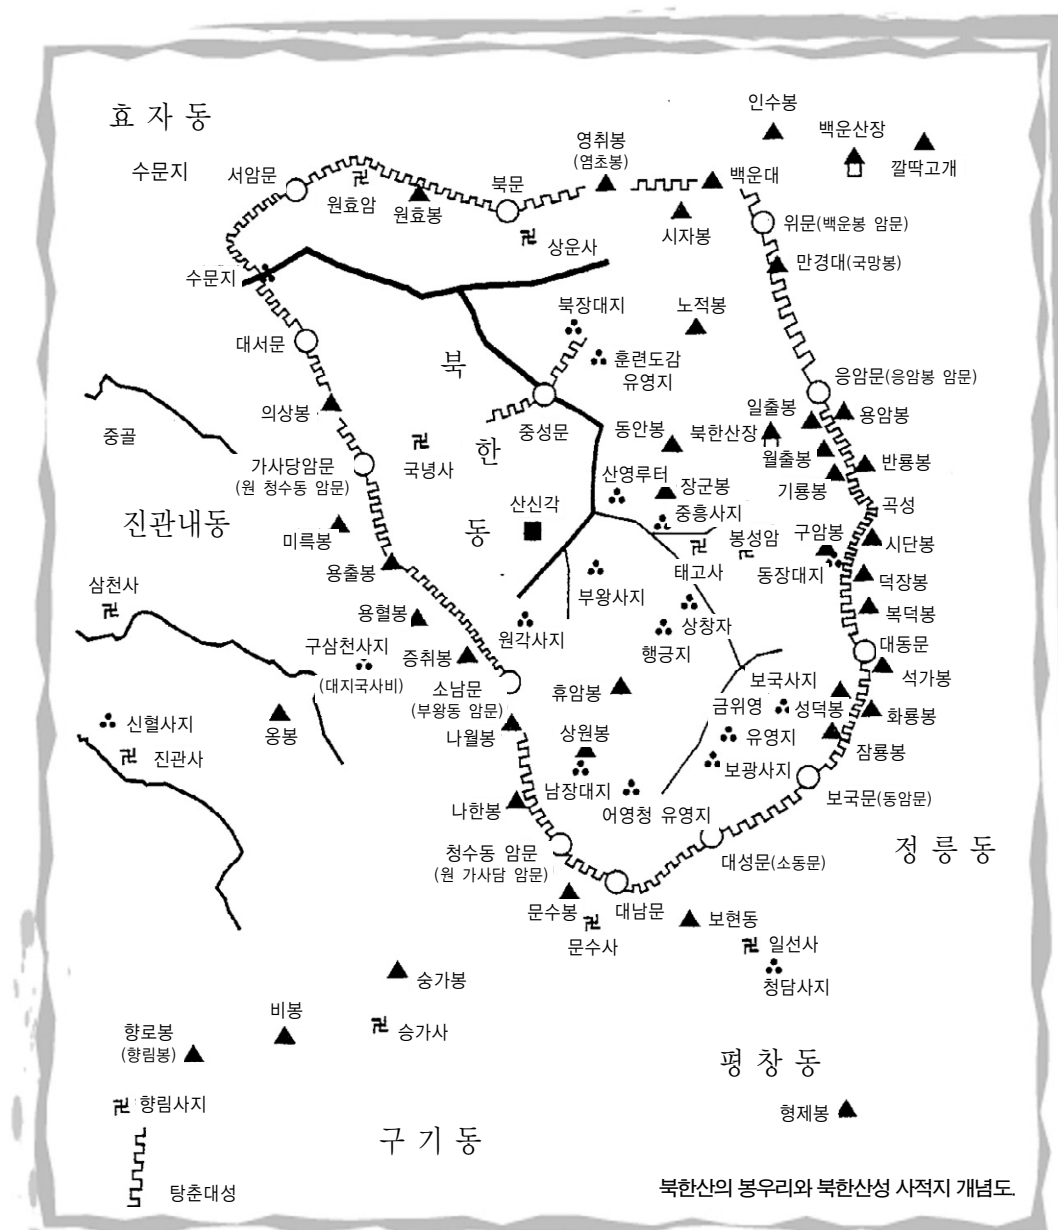 효자동
수문지
서암문
원효암
원효봉
북문
영취봉
(염초봉)
인수봉
백운산장
깔딱고개
백운대
시자봉
위문(백운봉 암문)
만경대(국망봉)
상운사
수문지
대서문
북장대지
노적봉
훈련도감
유영지
북한동
의상봉
중성문
응암문(응암봉 암문)
일출봉
용암봉
동안봉
북한산장
월출봉
반룡봉
기룡봉
중골
가사당암문
(원 청수동 암문)
국녕사
산영루터
장군봉
곡성
진관내동
미륵봉
산신각
중흥사지
봉성암
구암봉
시단봉
용출봉
태고사
동장대지
덕장봉
삼천사
용혈봉
부왕사지
상창자
복덕봉
구삼천사지
(대지국사비)
증취봉
원각사지
행긍지
대동문
석가봉
소남문
(부왕동 암문)
휴암봉
보국사지
신혈사지
옹봉
나월봉
상원봉
금위영
유영지
성덕봉
화룡봉
진관사
남장대지
보광사지
잠룡봉
나한봉
어영청 유영지
보국문(동암문)
청수동 암문
(원 가사담 암문)
대성문(소동문)
정릉동
문수봉
대남문
보현동
문수사
일선사
청담사지
숭가봉
비봉
승가사
향로봉
(향림봉)
평창동
향림사지
형제봉
구기동
탕춘대성
북한산의 봉우리와 북한산성 사적지 개념도.